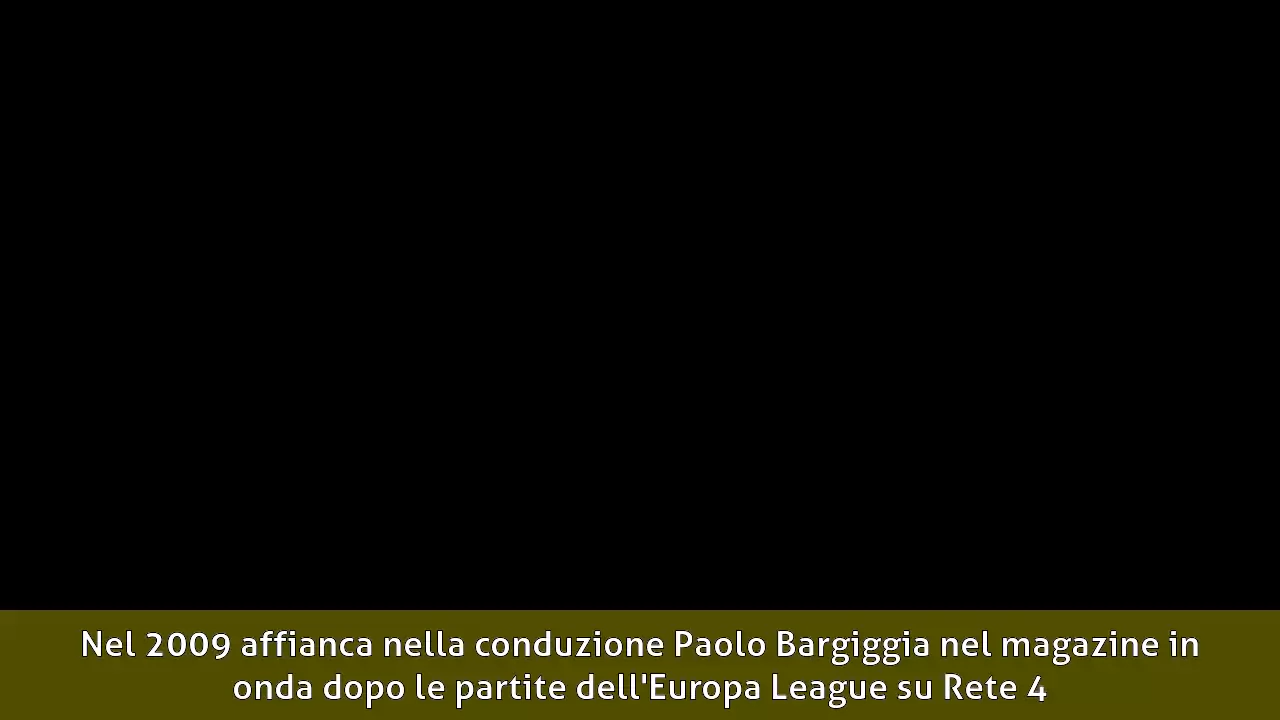 Nel 2009 affianca nella conduzione Paolo Bargiggia nel magazine in
onda dopo le partite dell'Europa League su Rete 4